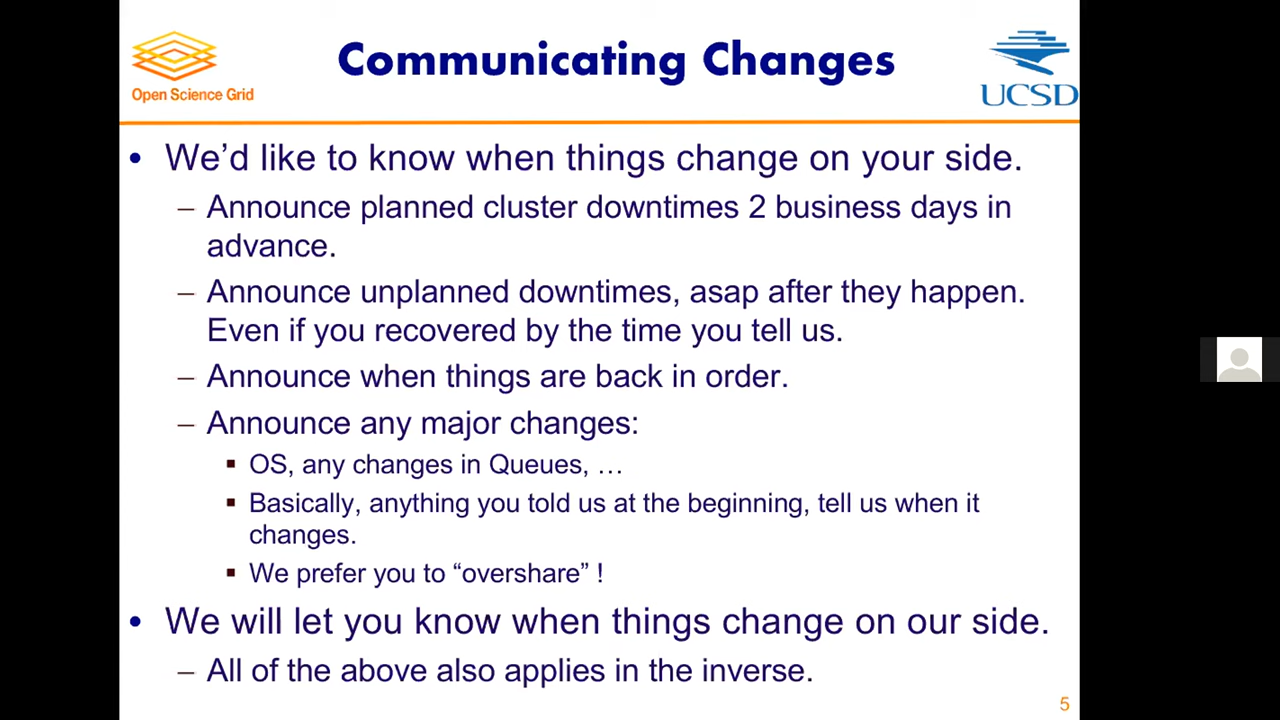 Communicating Changes
Open Science Grid
UCSD
• We’d like to know when things change on your side.
– Announce planned cluster downtimes 2 business days in
advance.
– Announce unplanned downtimes, asap after they happen.
Even if you recovered by the time you tell us.
– Announce when things are back in order.
– Announce any major changes:
▪ OS, any changes in Queues, …
▪ Basically, anything you told us at the beginning, tell us when it
changes.
▪ We prefer you to “overshare” !
• We will let you know when things change on our side.
– All of the above also applies in the inverse.
5